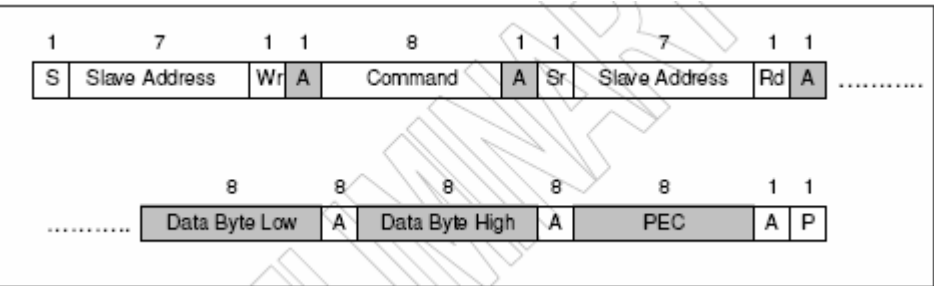 1 7 1 1 8 1 1 7 1 1
S Slave Address Wr A Command A Sr Slave Address Rd A ...........
8 8 8 8 8 1 1
........... Data Byte Low A Data Byte High A PEC A P